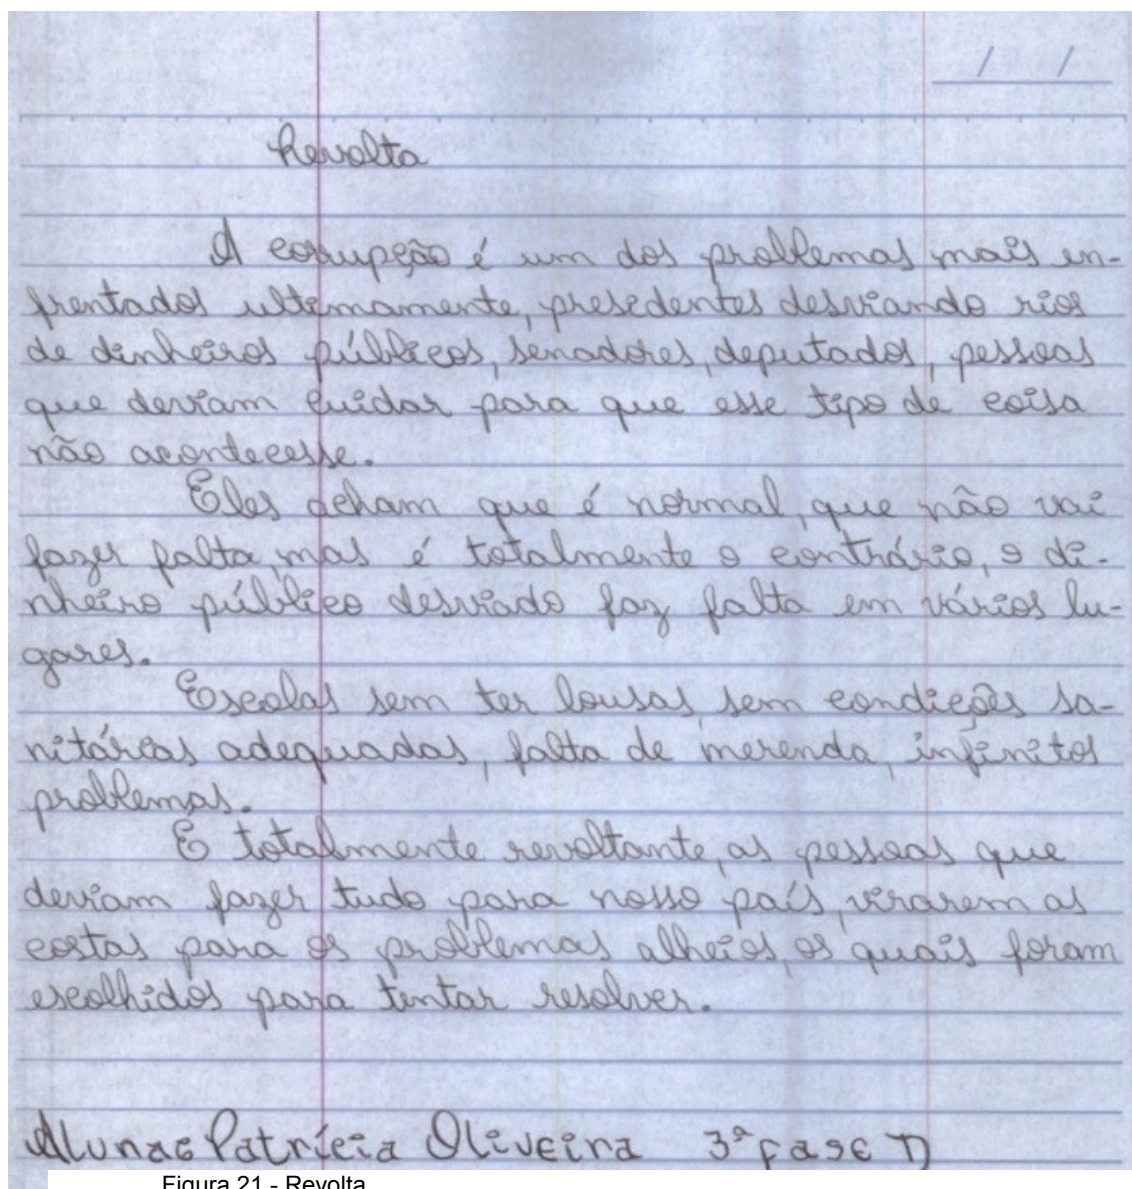 / /
Revolta
A corrupção é um dos problemas mais en-
frentados ultimamente, presidentes desviando rios
de dinheiros públicos, senadores, deputados, pessoas
que deviam cuidar para que esse tipo de coisa
não acontecesse.
Eles acham que é normal, que não vai
fazer falta, mas é totalmente o contrário, o di-
nheiro público desviado faz falta em vários lu-
gares.
Escolas sem ter lousas, sem condições sa-
nitárias adequadas, falta de merenda, infinitos
problemas.
É totalmente revoltante, as pessoas que
deviam fazer tudo para nosso país, virarem as
costas para os problemas alheios, os quais foram
escolhidos para tentar resolver.
Aluna: Patrícia Oliveira 3ª fase D
Figura 21 - Revolta